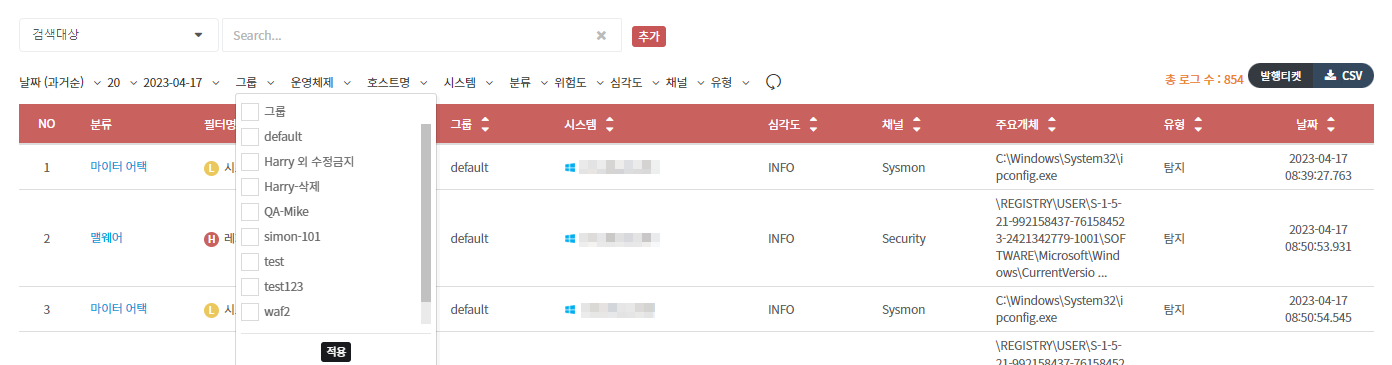 검색대상 Search... 추가
날짜 (과거순) 20 2023-04-17 그룹 운영체제 호스트명 시스템 분류 위험도 심각도 채널 유형 총 로그 수 : 854 발행티켓 CSV
그룹
default
Harry 외 수정금지
Harry-삭제
QA-Mike
simon-101
test
test123
waf2
적용
NO 분류 필터명 그룹 시스템 심각도 채널 주요개체 유형 날짜
1 마이터 어택 L 시 default INFO Sysmon C:\Windows\System32\i 탐지 2023-04-17
pconfig.exe 08:39:27.763
2 맬웨어 H 레 default INFO Security \REGISTRY\USER\S-1-5-
21-992158437-76158452
3-2421342779-1001\SOF
TWARE\Microsoft\Wind
ows\CurrentVersio ... 탐지 2023-04-17
08:50:53.931
3 마이터 어택 L 시 default INFO Sysmon C:\Windows\System32\i 탐지 2023-04-17
pconfig.exe 08:50:54.545
\REGISTRY\USER\S-1-5-
21-992158437-76158452